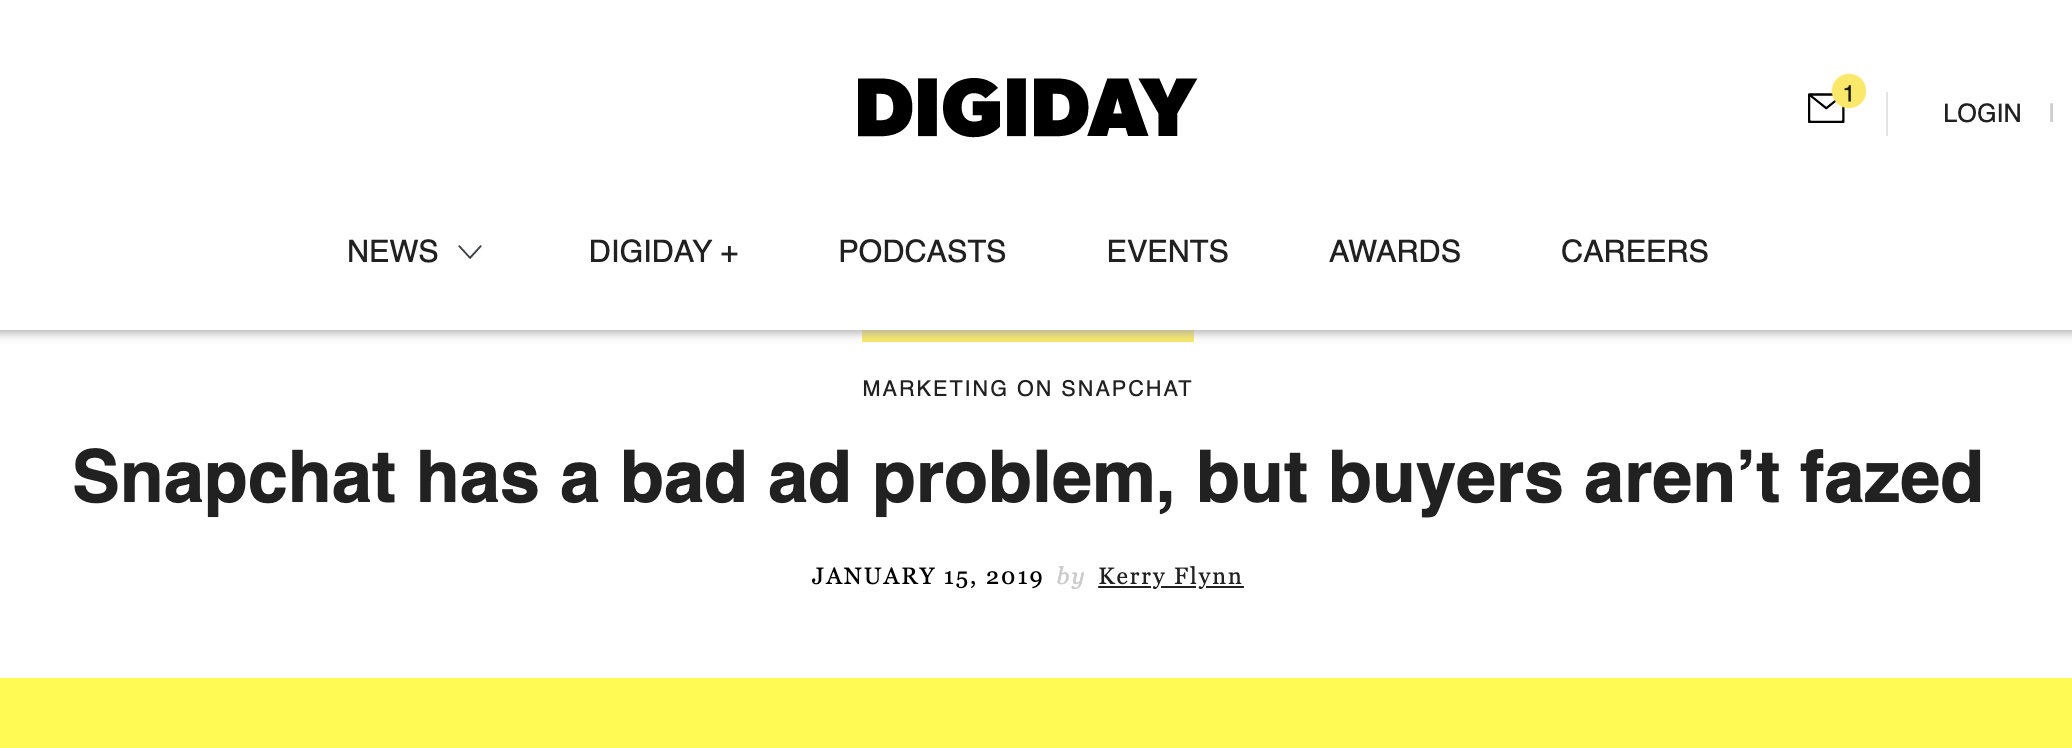 DIGIDAY
1
LOGIN
NEWS DIGIDAY + PODCASTS EVENTS AWARDS CAREERS
MARKETING ON SNAPCHAT
Snapchat has a bad ad problem, but buyers aren’t fazed
JANUARY 15, 2019 by Kerry Flynn